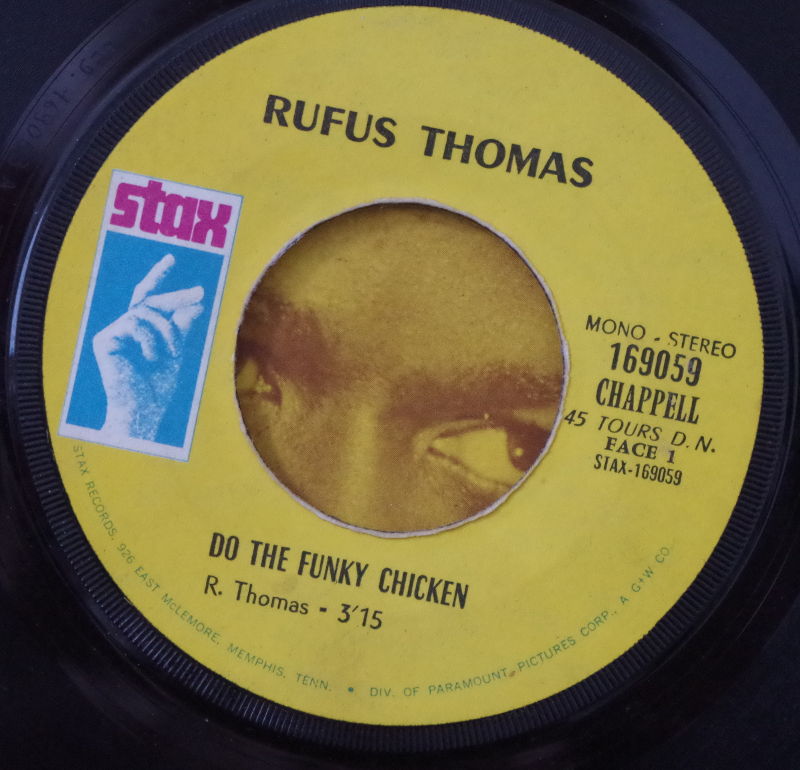 RUFUS THOMAS
stax
MONO - STEREO
169059
CHAPPELL
45 TOURS D.N.
FACE 1
STAX-169059
DO THE FUNKY CHICKEN
R. Thomas - 3'15
STAX RECORDS, 926 EAST McLEMORE, MEMPHIS, TENN. • DIV. OF PARAMOUNT PICTURES CORP., A G+W CO.